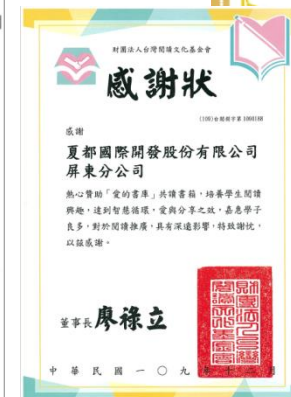 財團法人台灣閱讀文化基金會
感謝狀
感謝
夏都國際開發股份有限公司
屏東分公司
熱心贊助「愛的書庫」共讀書箱,培養學生閱讀
興趣,達到智慧循環,愛與分享之效,嘉惠學子
良多,對於閱讀推廣,具有深遠影響,特致謝忱,
以茲感謝。
董事長廖祿立
中華民國一〇九年十二月